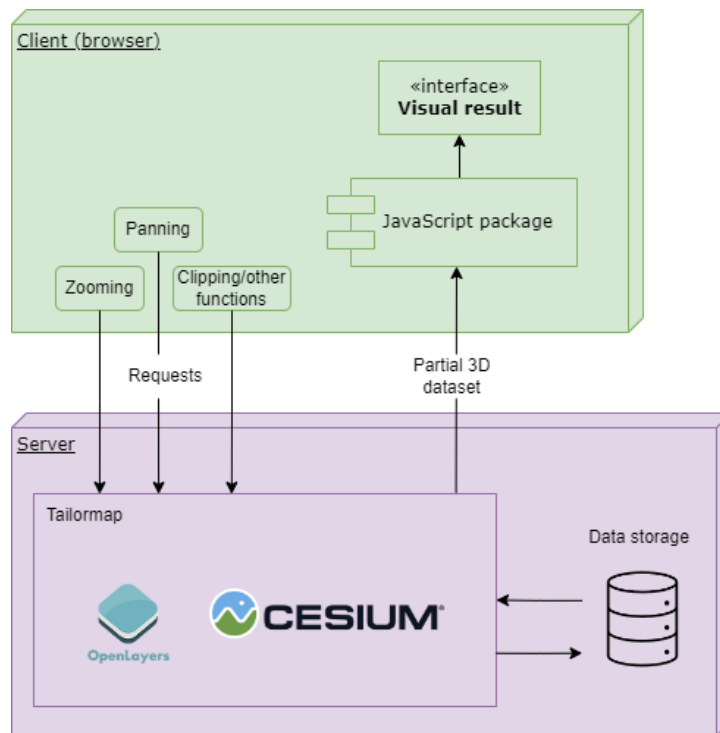 Client (browser)
«interface»
Visual result
JavaScript package
Panning
Zooming
Clipping/other
functions
Requests
Partial 3D
dataset
Server
Tailormap
Data storage
OpenLayers
CESIUM®